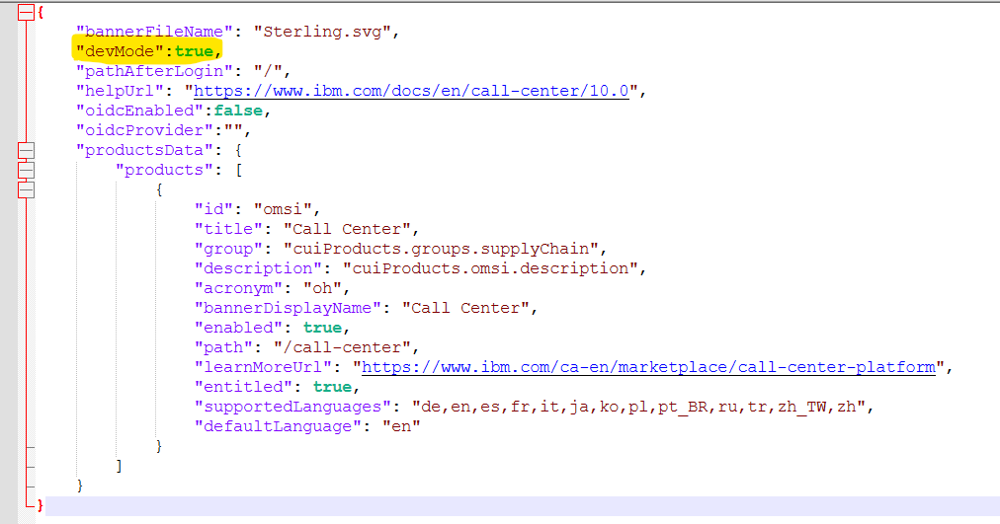 {
"bannerFileName": "Sterling.svg",
"devMode":true,
"pathAfterLogin": "/",
"helpUrl": "https://www.ibm.com/docs/en/call-center/10.0",
"oidcEnabled":false,
"oidcProvider":"",
"productsData": {
"products": [
{
"id": "omsi",
"title": "Call Center",
"group": "cuiProducts.groups.supplyChain",
"description": "cuiProducts.omsi.description",
"acronym": "oh",
"bannerDisplayName": "Call Center",
"enabled": true,
"path": "/call-center",
"learnMoreUrl": "https://www.ibm.com/ca-en/marketplace/call-center-platform",
"entitled": true,
"supportedLanguages": "de,en,es,fr,it,ja,ko,pl,pt_BR,ru,tr,zh_TW,zh",
"defaultLanguage": "en"
}
]
}
}